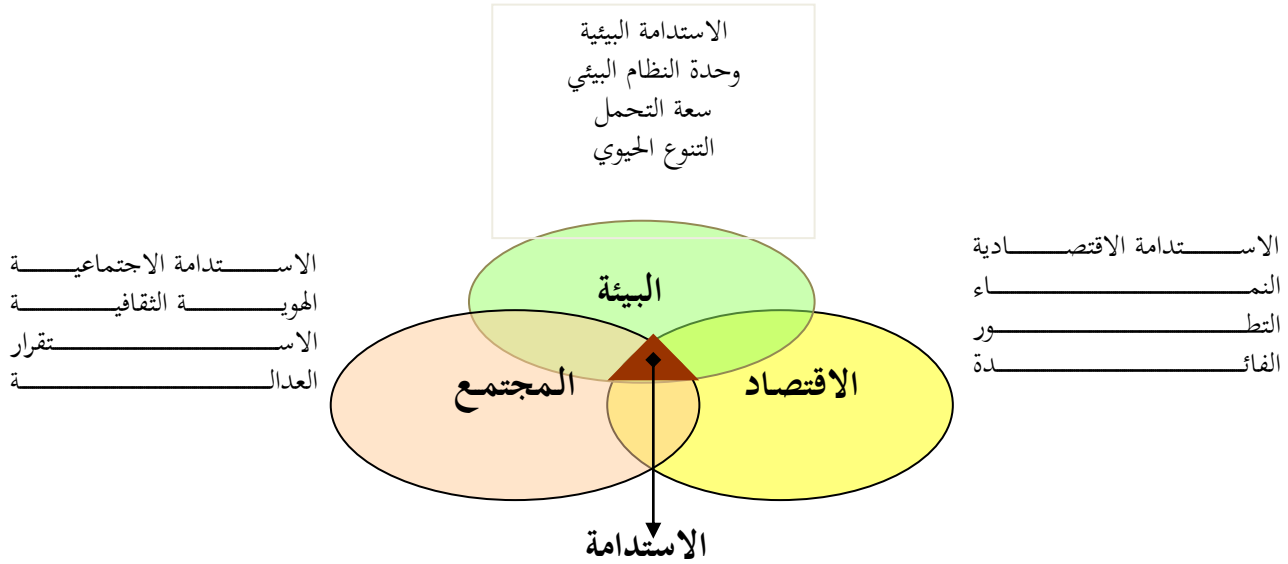 الاستدامة البيئية
وحدة النظام البيئي
سعة التحمل
التنوع الحيوي
الاستدامة الاقتصادية
النماء
التطور
الفائدة
الاستدامة الاجتماعية
الهوية الثقافية
الاستقرار
العدالة
البيئة
الاقتصاد
المجتمع
الاستدامة